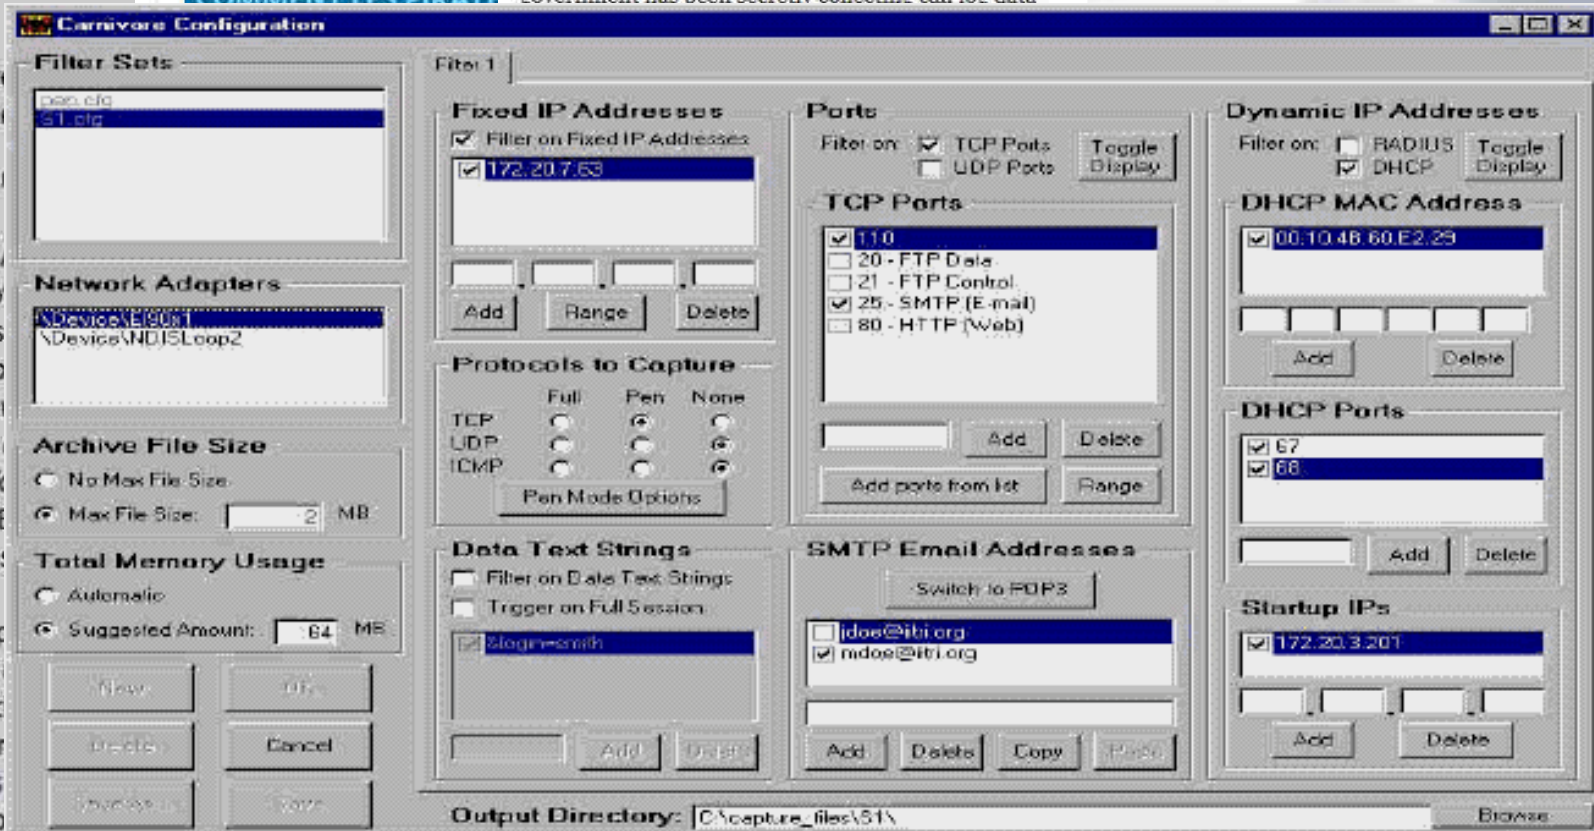 Carnivore Configuration
Filter Sets
pen.cfg
S1.cfg
Network Adapters
\Device\El90x1
\Device\NDISLoop2
Archive File Size
No Max File Size
Max File Size: 2 MB
Total Memory Usage
Automatic
Suggested Amount: 64 MB
New
Delete
Cancel
Filter 1
Fixed IP Addresses
Filter on Fixed IP Addresses
172.20.7.63
Add Range Delete
Protocols to Capture
Full Pen None
TCP
UDP
ICMP
Pen Mode Options
Data Text Strings
Filter on Data Text Strings
Trigger on Full Session
&login=smith
Add Delete
Ports
Filter on: TCP Ports
UDP Ports
Toggle Display
TCP Ports
110
20 - FTP Data
21 - FTP Control
25 - SMTP (E-mail)
80 - HTTP (Web)
Add Delete
Add ports from list Range
SMTP Email Addresses
Switch to POP3
jdoe@iitri.org
mdoe@iitri.org
Add Delete Copy
Dynamic IP Addresses
Filter on: RADIUS
DHCP
Toggle Display
DHCP MAC Address
00.10.4B.60.E2.29
Add Delete
DHCP Ports
67
68
Add Delete
Startup IPs
172.20.3.201
Add Delete
Output Directory: C:\capture_files\S1\ Browse